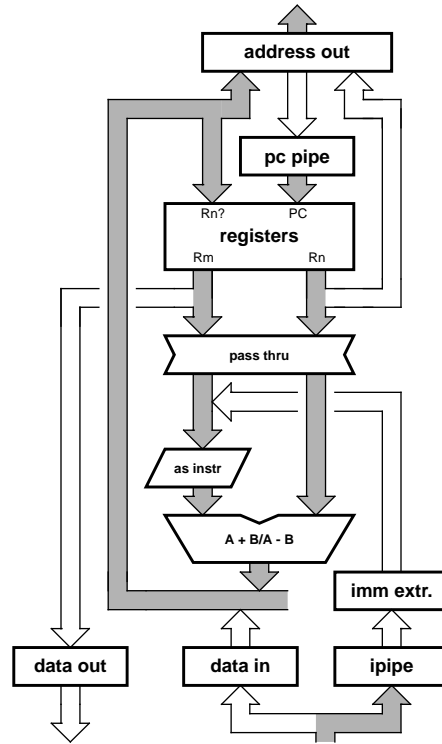 address out
pc pipe
Rn? PC
registers
Rm Rn
pass thru
as instr
A + B/A - B
imm extr.
data out data in ipipe